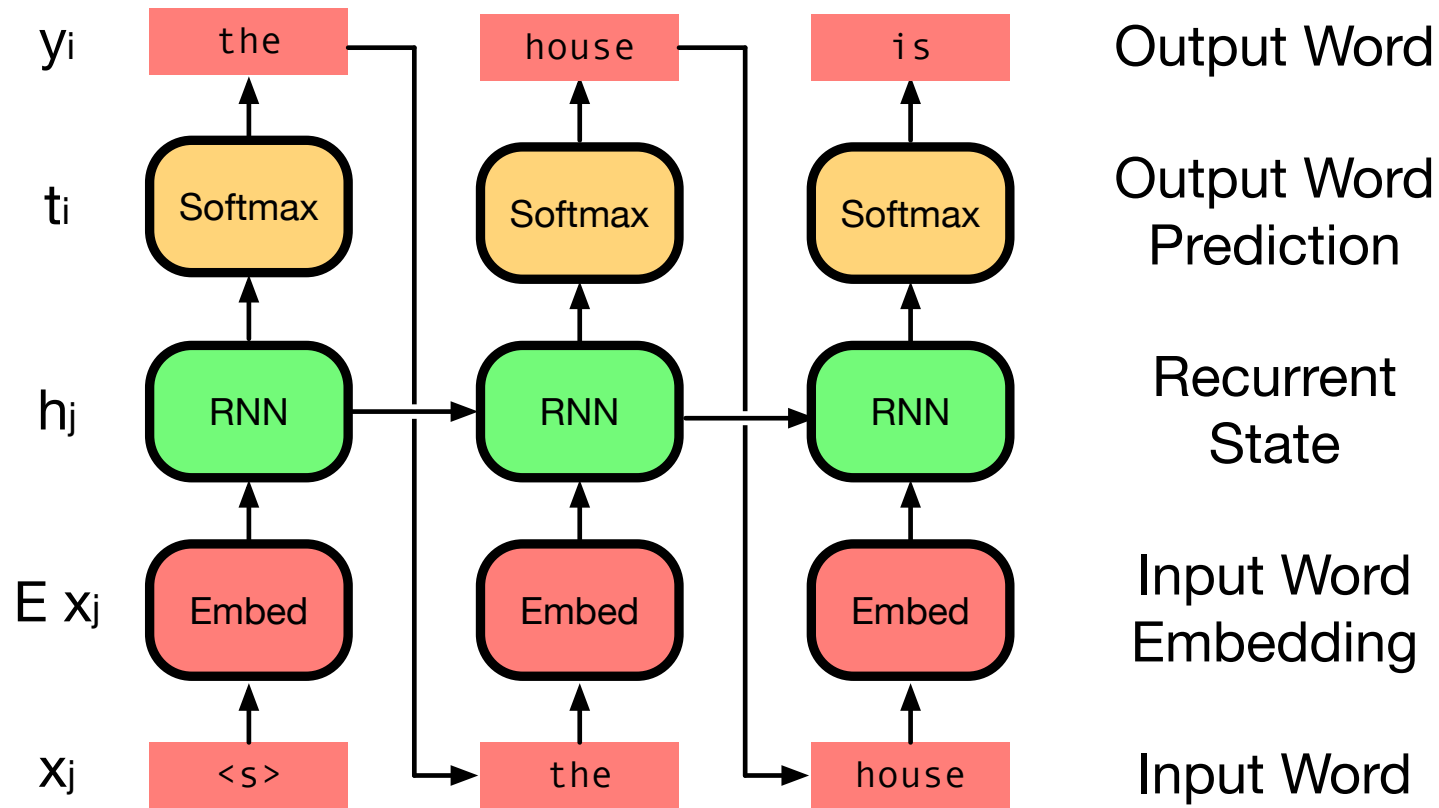 yi the house is Output Word
ti Softmax Softmax Softmax Output Word
Prediction
hj RNN RNN RNN Recurrent
State
E xj Embed Embed Embed Input Word
Embedding
xj <s> the house Input Word